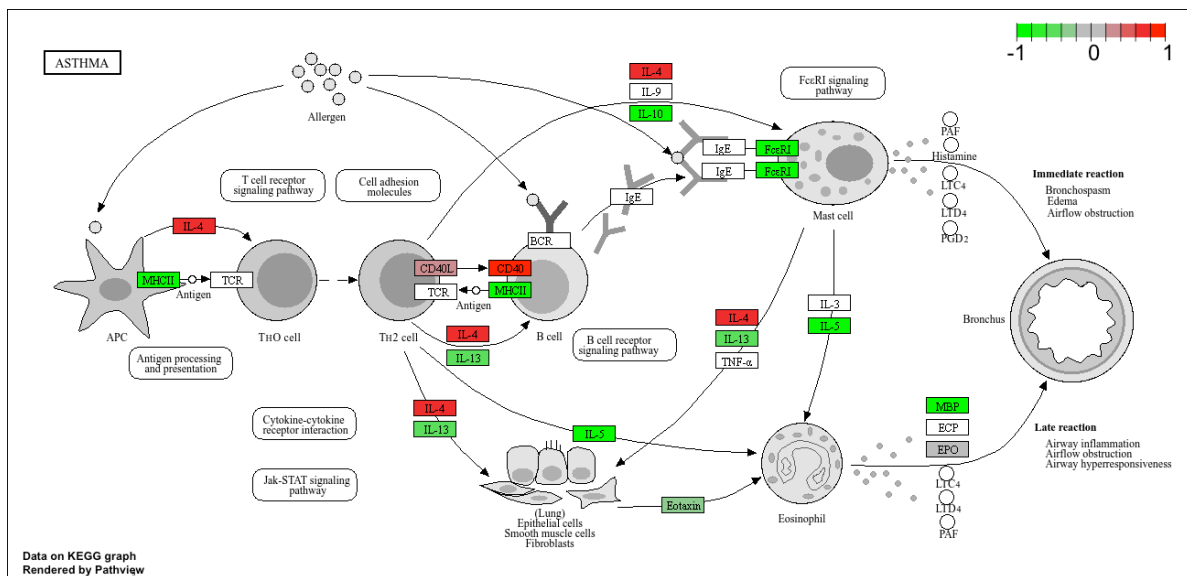 -1 0 1
ASTHMA
Allergen
T cell receptor
signaling pathway
Cell adhesion
molecules
IL-4
IL-9
IL-10
FcεRI signaling
pathway
IgE
FcεRI
IgE
FcεRI
IgE
Mast cell
PAF
Histamine
LTC4
LTD4
PGD2
Immediate reaction
Bronchospasm
Edema
Airflow obstruction
IL-4
MHCII
Antigen
TCR
APC
TH0 cell
CD40L
CD40
TCR
Antigen
MHCII
BCR
TH2 cell
B cell
IL-4
IL-13
Antigen processing
and presentation
B cell receptor
signaling pathway
IL-4
IL-13
TNF-α
IL-3
IL-5
Bronchus
Cytokine-cytokine
receptor interaction
Jak-STAT signaling
pathway
IL-4
IL-13
IL-5
(Lung)
Epithelial cells
Smooth muscle cells
Fibroblasts
Eotaxin
Eosinophil
MBP
ECP
EPO
LTC4
LTD4
PAF
Late reaction
Airway inflammation
Airflow obstruction
Airway hyperresponsiveness
Data on KEGG graph
Rendered by Pathview